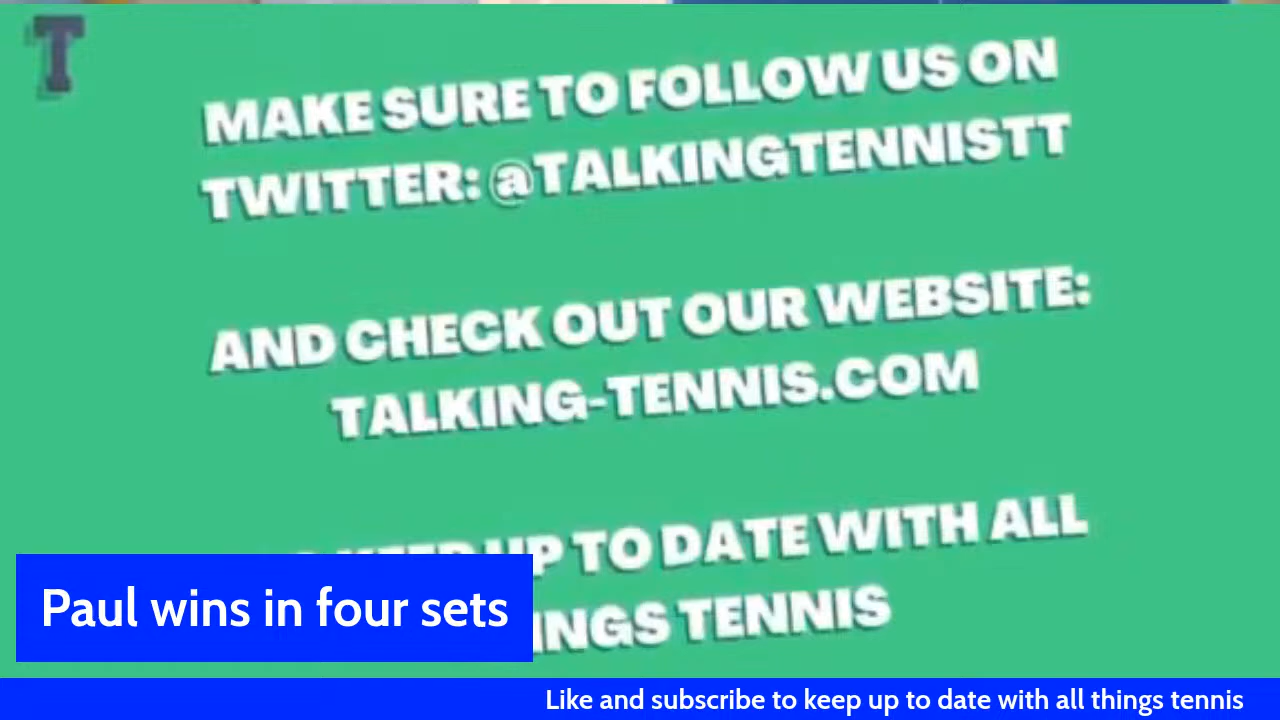 T
MAKE SURE TO FOLLOW US ON
TWITTER: @TALKINGTENNISTT
AND CHECK OUT OUR WEBSITE:
TALKING-TENNIS.COM
KEEP UP TO DATE WITH ALL
INGS TENNIS
Paul wins in four sets
Like and subscribe to keep up to date with all things tennis